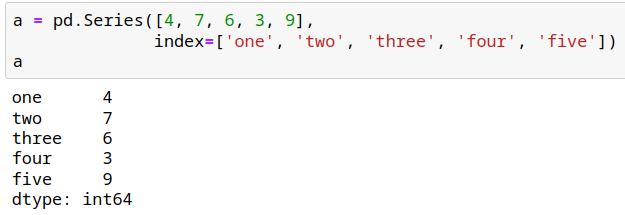 a = pd.Series([4, 7, 6, 3, 9],
              index=['one', 'two', 'three', 'four', 'five'])
a
one      4
two      7
three    6
four     3
five     9
dtype: int64